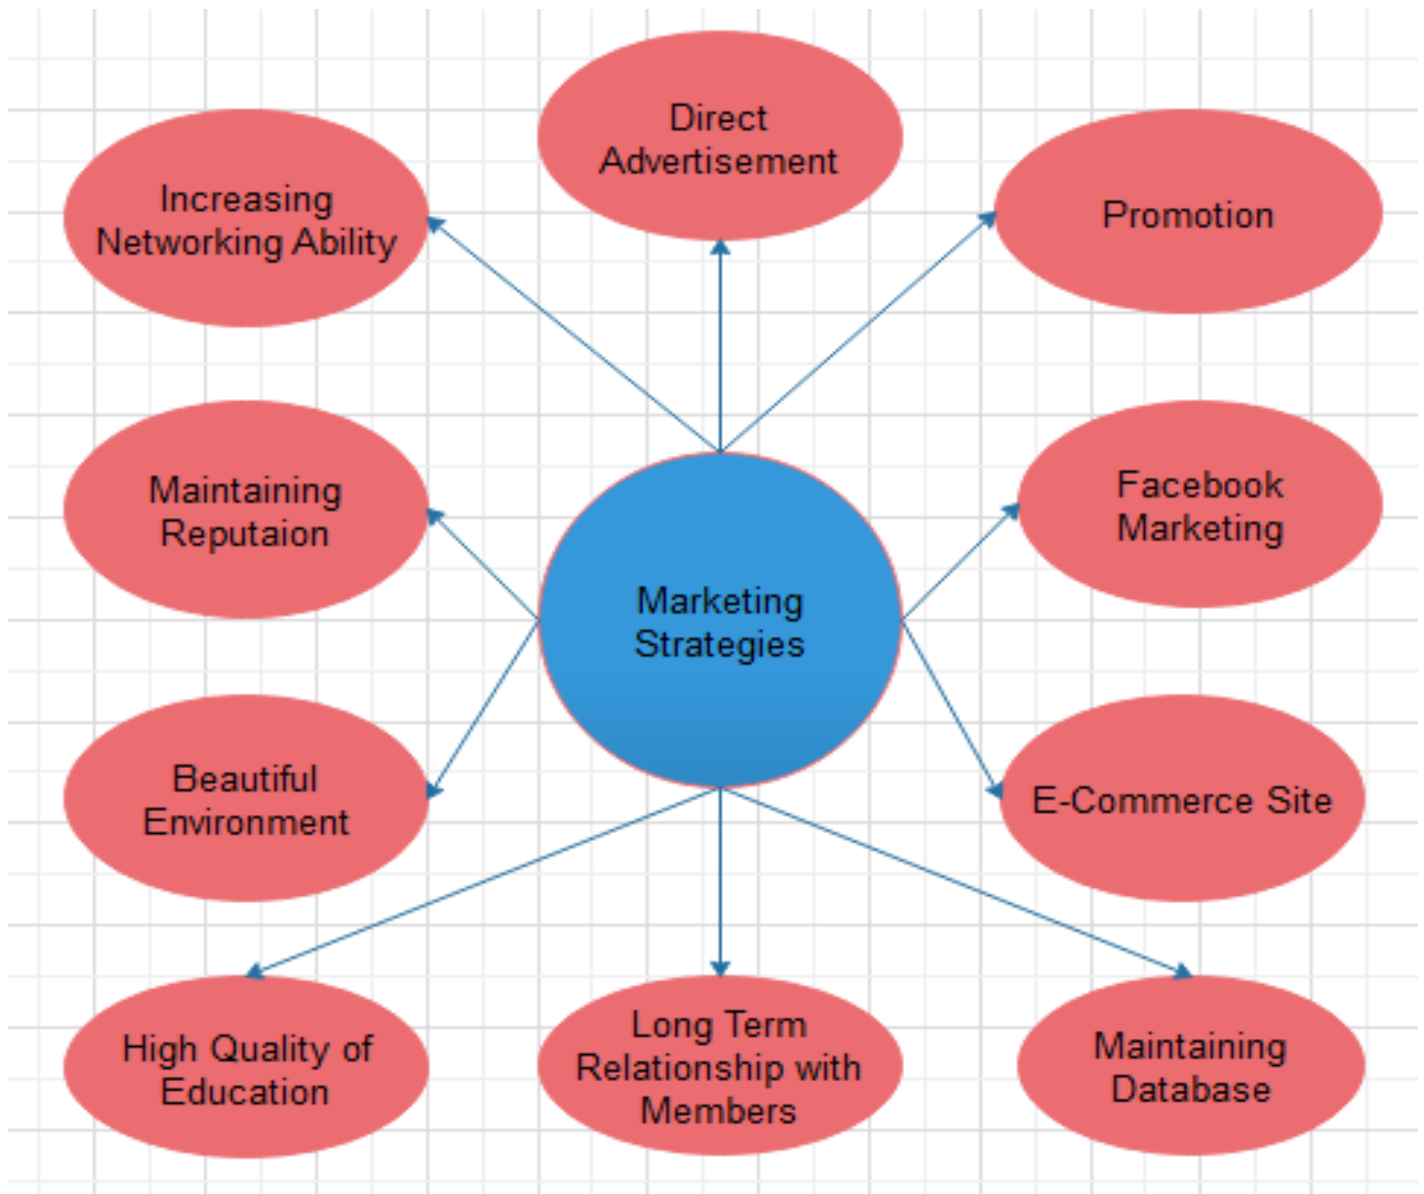 Direct
Advertisement
Increasing
Networking Ability
Promotion
Maintaining
Reputaion
Facebook
Marketing
Marketing
Strategies
Beautiful
Environment
E-Commerce Site
High Quality of
Education
Long Term
Relationship with
Members
Maintaining
Database